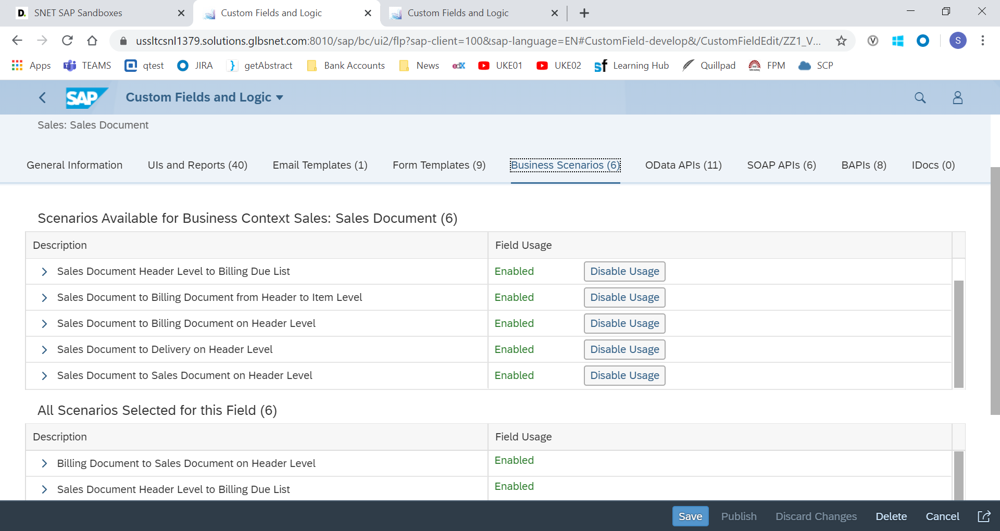 D. SNET SAP Sandboxes
Custom Fields and Logic
Custom Fields and Logic
ussltcsnl1379.solutions.glbsnet.com:8010/sap/bc/ui2/flp?sap-client=100&sap-language=EN#CustomField-develop&/CustomFieldEdit/ZZ1_V...
S
Apps TEAMS qtest JIRA getAbstract Bank Accounts News edX UKE01 UKE02 sf Learning Hub Quillpad FPM SCP
SAP Custom Fields and Logic
Sales: Sales Document
General Information UIs and Reports (40) Email Templates (1) Form Templates (9) Business Scenarios (6) OData APIs (11) SOAP APIs (6) BAPIs (8) IDocs (0)
Scenarios Available for Business Context Sales: Sales Document (6)
Description Field Usage
Sales Document Header Level to Billing Due List Enabled Disable Usage
Sales Document to Billing Document from Header to Item Level Enabled Disable Usage
Sales Document to Billing Document on Header Level Enabled Disable Usage
Sales Document to Delivery on Header Level Enabled Disable Usage
Sales Document to Sales Document on Header Level Enabled Disable Usage
All Scenarios Selected for this Field (6)
Description Field Usage
Billing Document to Sales Document on Header Level Enabled
Sales Document Header Level to Billing Due List Enabled
Save Publish Discard Changes Delete Cancel